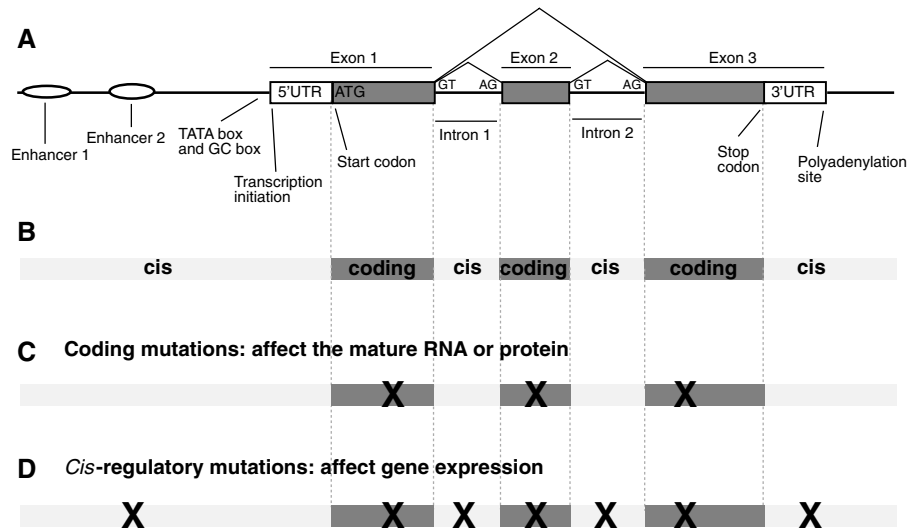 A
Exon 1
Exon 2
Exon 3
5'UTR
ATG
GT
AG
GT
AG
3'UTR
Enhancer 1
Enhancer 2
TATA box
and GC box
Transcription
initiation
Start codon
Intron 1
Intron 2
Stop
codon
Polyadenylation
site
B
cis
coding
cis
coding
cis
coding
cis
C Coding mutations: affect the mature RNA or protein
X X X
D Cis-regulatory mutations: affect gene expression
X X X X X X X